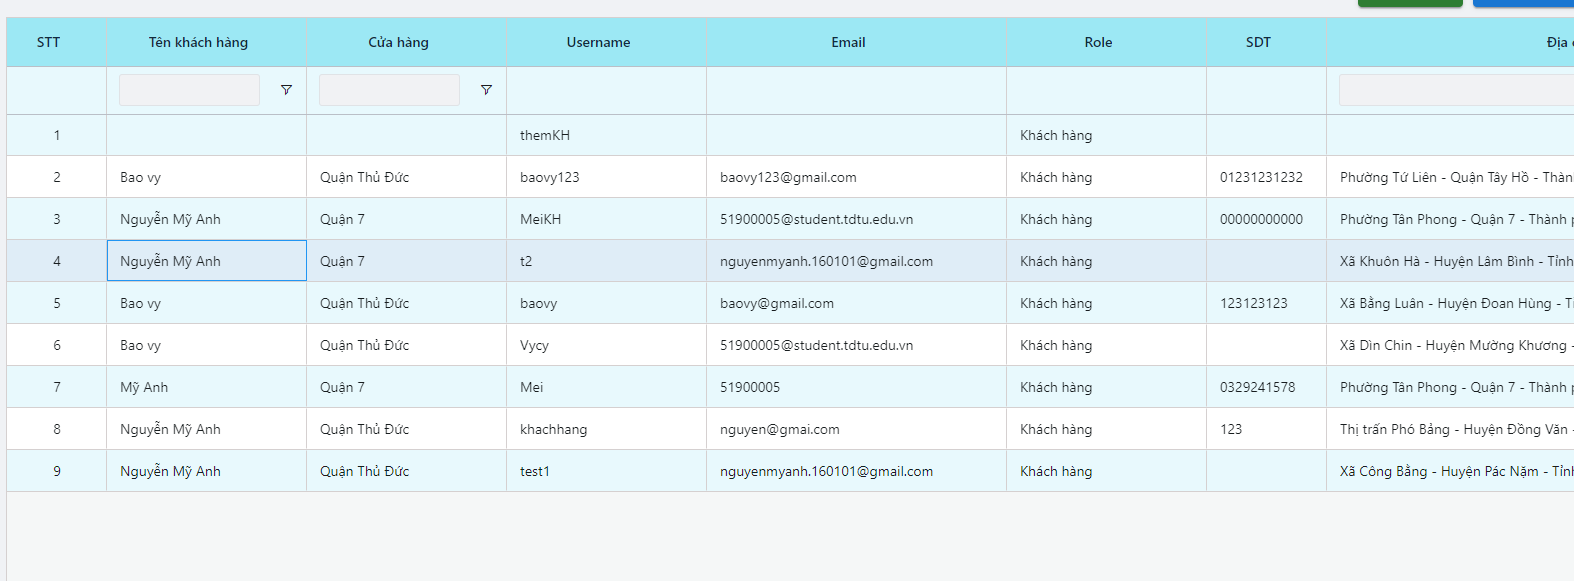 STT Tên khách hàng Cửa hàng Username Email Role SDT Địa
1 themKH Khách hàng
2 Bao vy Quận Thủ Đức baovy123 baovy123@gmail.com Khách hàng 01231231232 Phường Tứ Liên - Quận Tây Hồ - Thàn
3 Nguyễn Mỹ Anh Quận 7 MeiKH 51900005@student.tdtu.edu.vn Khách hàng 00000000000 Phường Tân Phong - Quận 7 - Thành p
4 Nguyễn Mỹ Anh Quận 7 t2 nguyenmyanh.160101@gmail.com Khách hàng Xã Khuôn Hà - Huyện Lâm Bình - Tỉnh
5 Bao vy Quận Thủ Đức baovy baovy@gmail.com Khách hàng 123123123 Xã Bằng Luân - Huyện Đoan Hùng - Tỉ
6 Bao vy Quận Thủ Đức Vycy 51900005@student.tdtu.edu.vn Khách hàng Xã Dìn Chin - Huyện Mường Khương -
7 Mỹ Anh Quận 7 Mei 51900005 Khách hàng 0329241578 Phường Tân Phong - Quận 7 - Thành p
8 Nguyễn Mỹ Anh Quận Thủ Đức khachhang nguyen@gmai.com Khách hàng 123 Thị trấn Phó Bảng - Huyện Đồng Văn -
9 Nguyễn Mỹ Anh Quận Thủ Đức test1 nguyenmyanh.160101@gmail.com Khách hàng Xã Công Bằng - Huyện Pác Nặm - Tỉnh